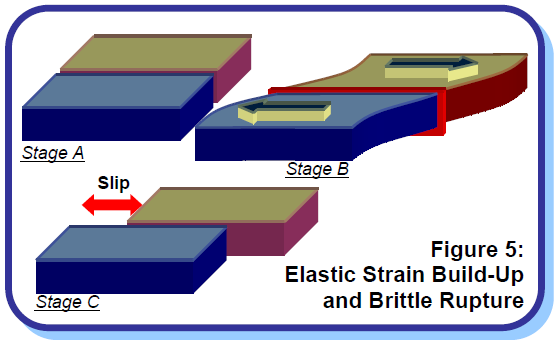 Stage A
Stage B
Slip
Stage C
Figure 5:
Elastic Strain Build-Up
and Brittle Rupture